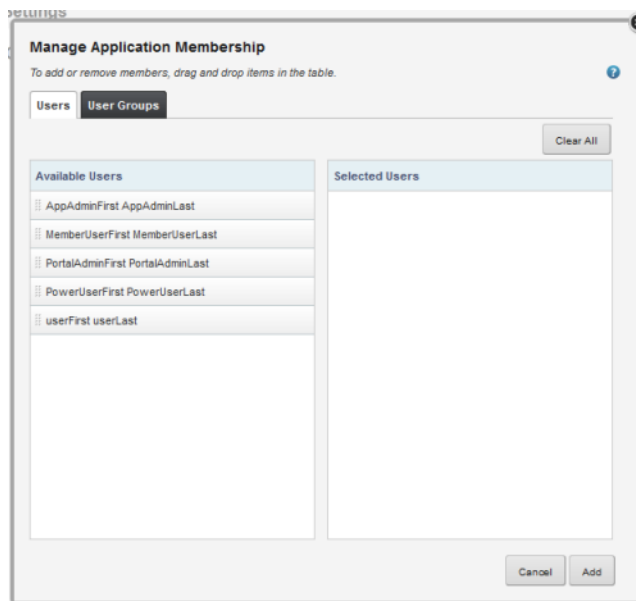 Settings
Manage Application Membership
To add or remove members, drag and drop items in the table.
?
Users
User Groups
Clear All
Available Users
Selected Users
AppAdminFirst AppAdminLast
MemberUserFirst MemberUserLast
PortalAdminFirst PortalAdminLast
PowerUserFirst PowerUserLast
userFirst userLast
Cancel
Add